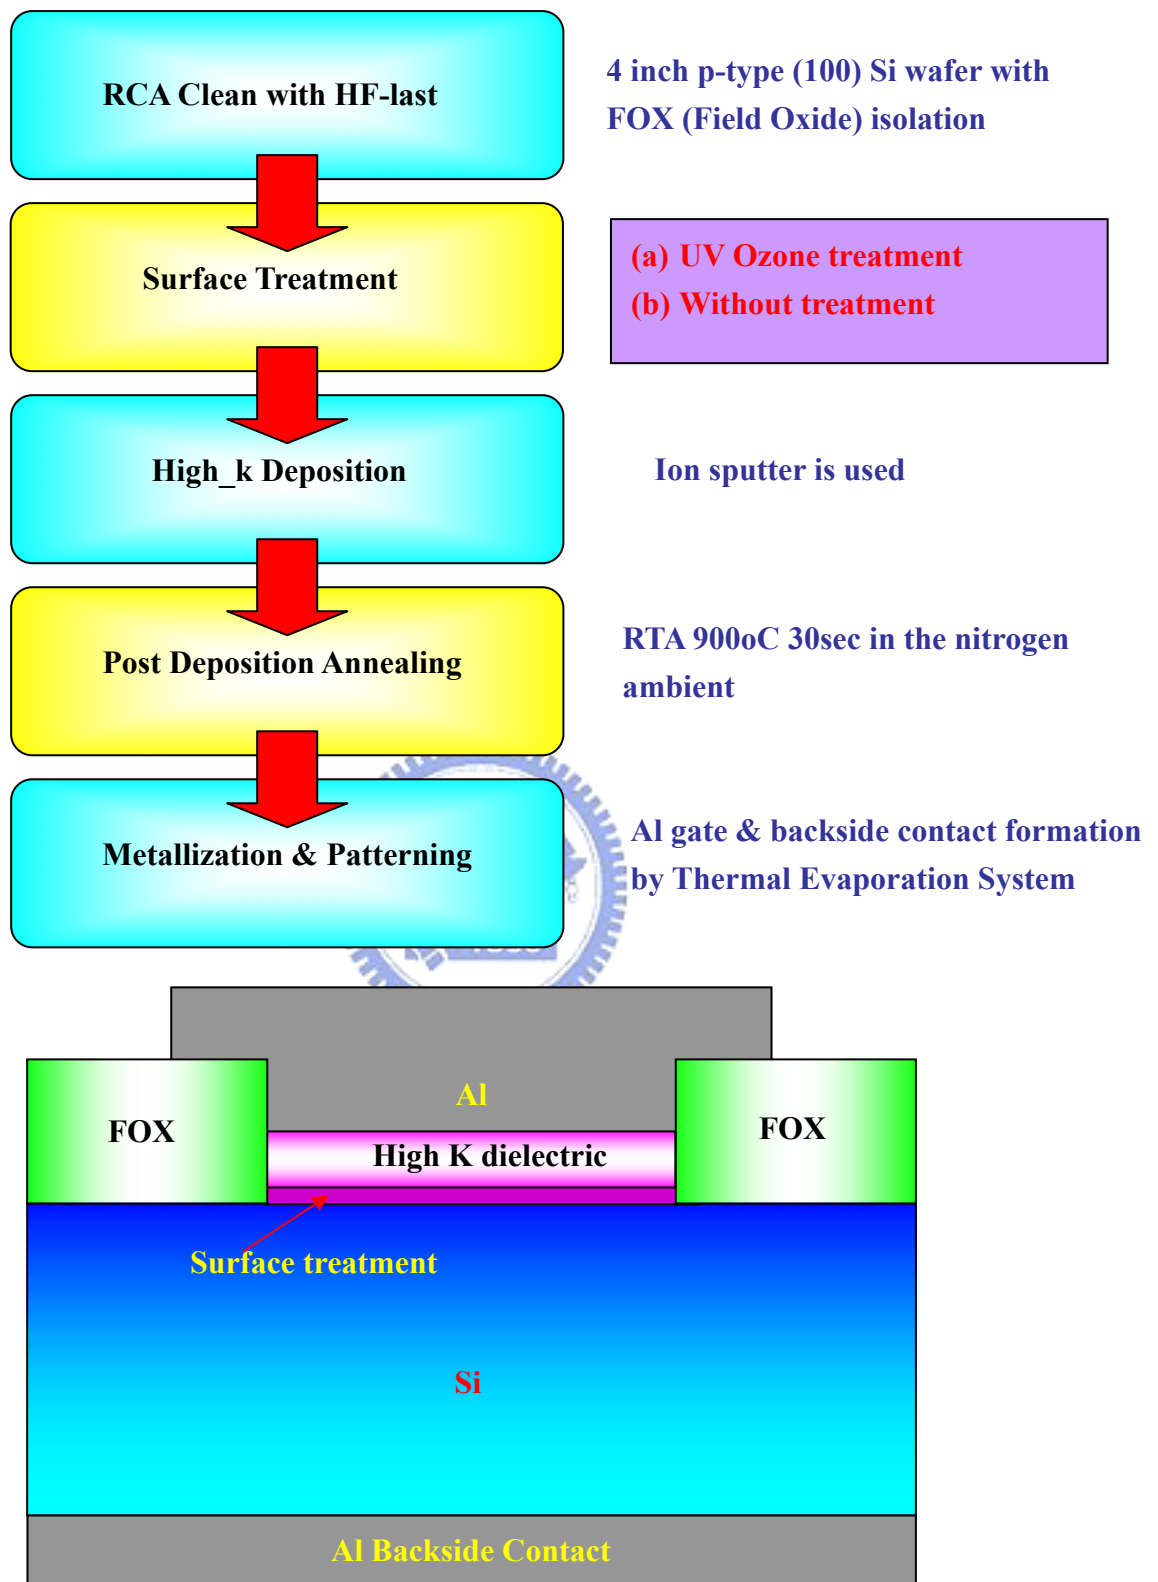 RCA Clean with HF-last
4 inch p-type (100) Si wafer with
FOX (Field Oxide) isolation
Surface Treatment
(a) UV Ozone treatment
(b) Without treatment
High_k Deposition
Ion sputter is used
Post Deposition Annealing
RTA 900oC 30sec in the nitrogen
ambient
Metallization & Patterning
Al gate & backside contact formation
by Thermal Evaporation System
Al
FOX
FOX
High K dielectric
Surface treatment
Si
Al Backside Contact